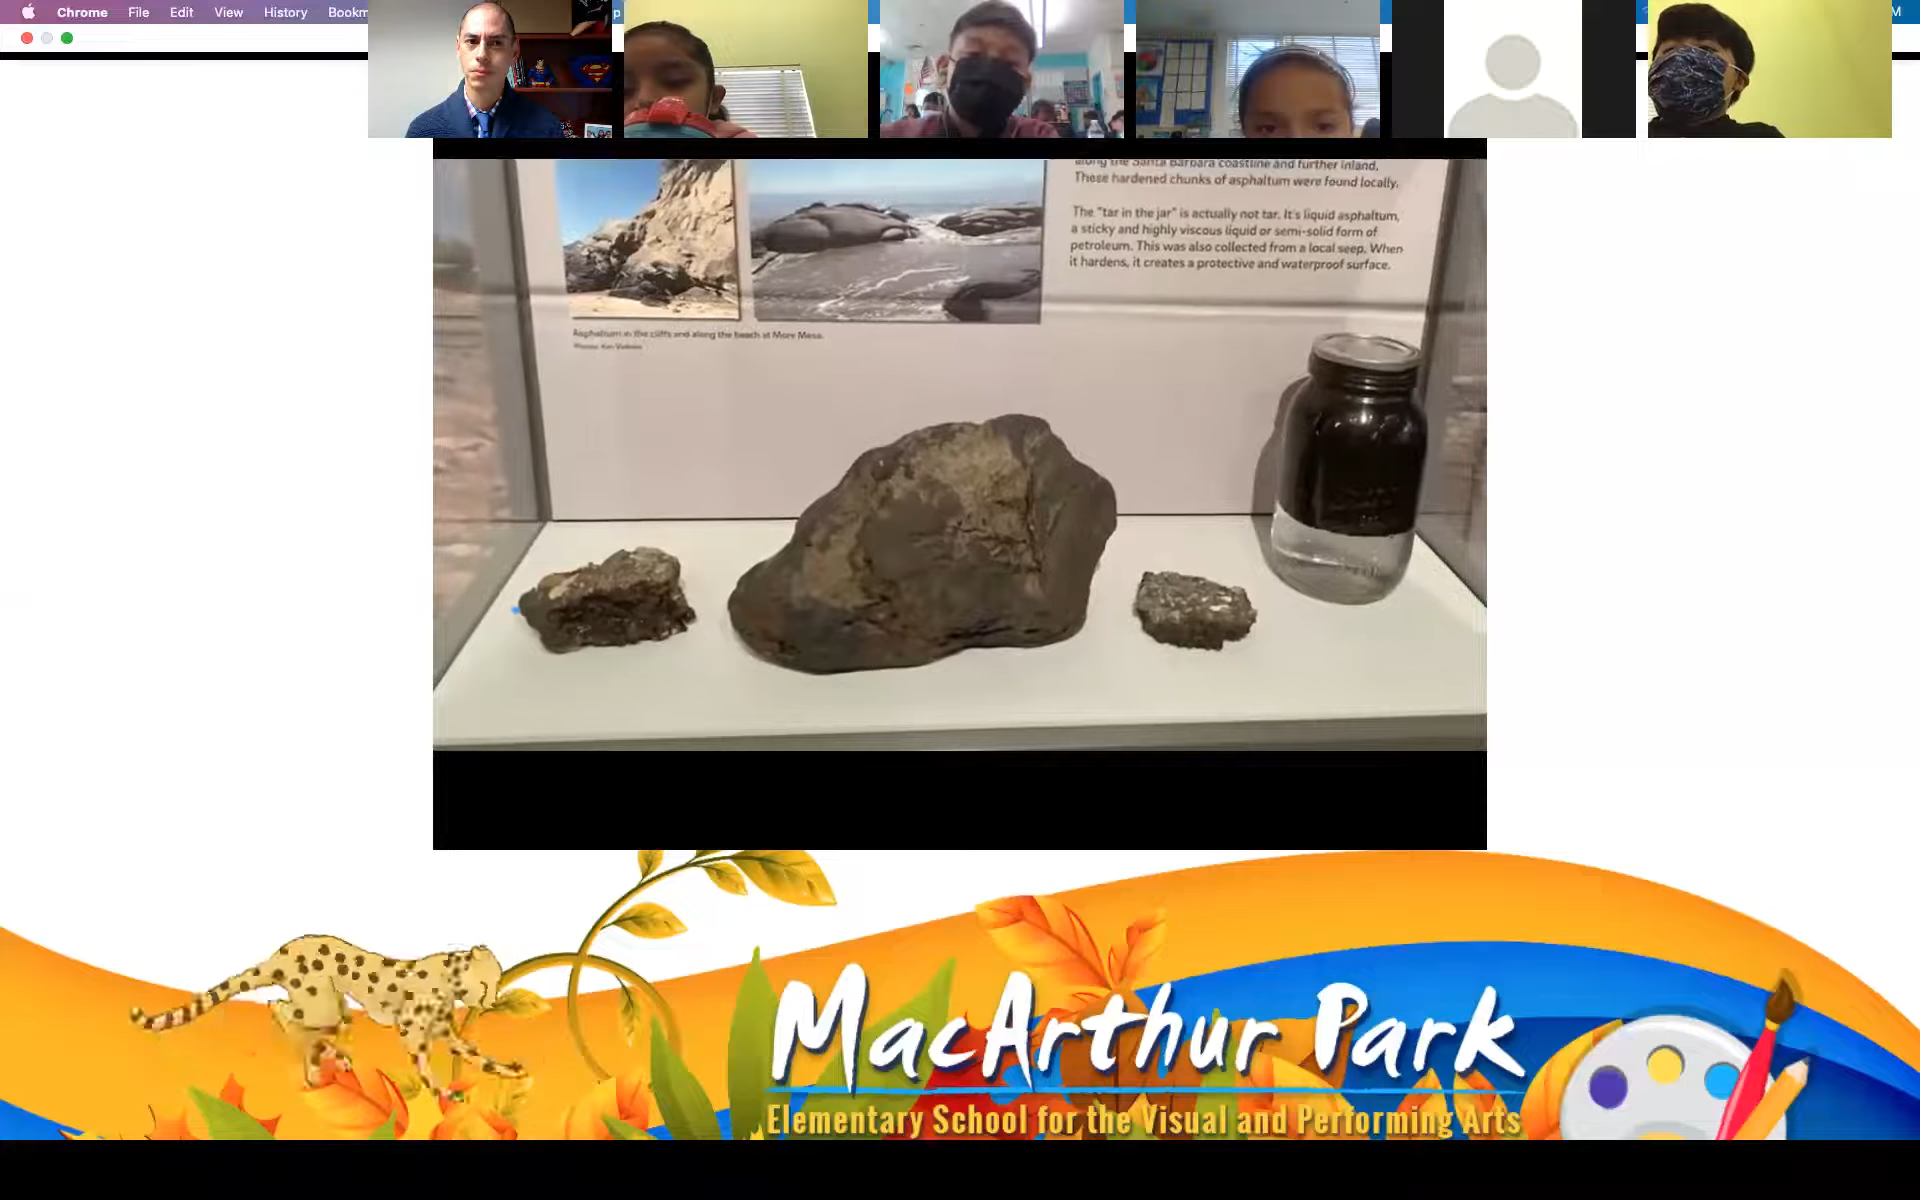 Chrome File Edit View History Bookm
along the Santa Barbara coastline and further inland.
These hardened chunks of asphaltum were found locally.
The "tar in the jar" is actually not tar. It's liquid asphaltum,
a sticky and highly viscous liquid or semi-solid form of
petroleum. This was also collected from a local seep. When
it hardens, it creates a protective and waterproof surface.
Asphaltum in the cliffs and along the beach at More Mesa.
MacArthur Park
Elementary School for the Visual and Performing Arts